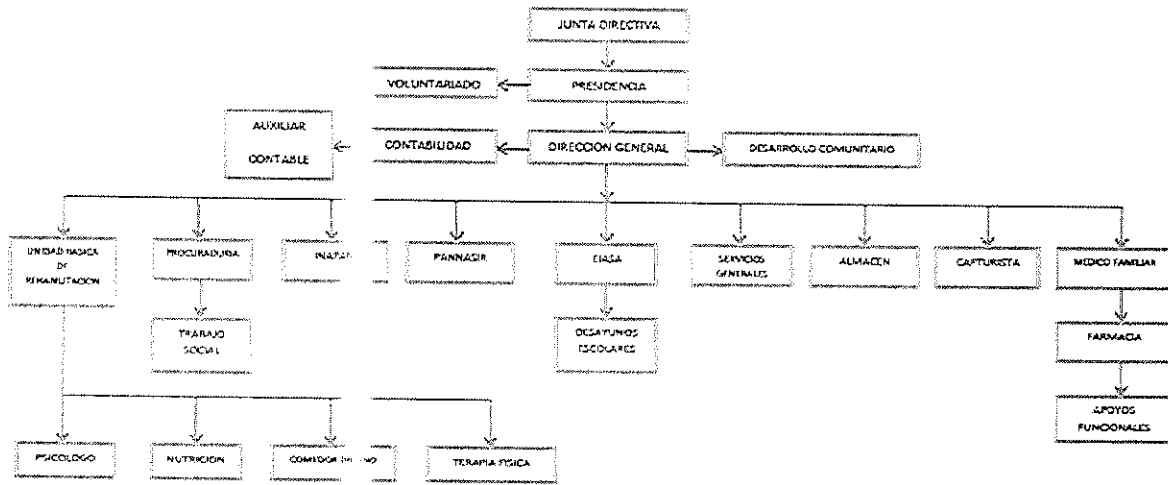 JUNTA DIRECTIVA
VOLUNTARIADO
PRESIDENCIA
AUXILIAR
CONTABLE
CONTABILIDAD
DIRECCION GENERAL
DESARROLLO COMUNITARIO
UNIDAD BASICA
DE
REHABILITACION
PROCURADURIA
PANNASIR
EIASA
SERVICIOS
GENERALES
ALMACEN
CAPTURISTA
MEDICO FAMILIAR
TRABAJO
SOCIAL
DESAYUNOS
ESCOLARES
FARMACIA
APOYOS
FUNCIONALES
PSICOLOGO
NUTRICION
COMEDOR
TERAPIA FISICA